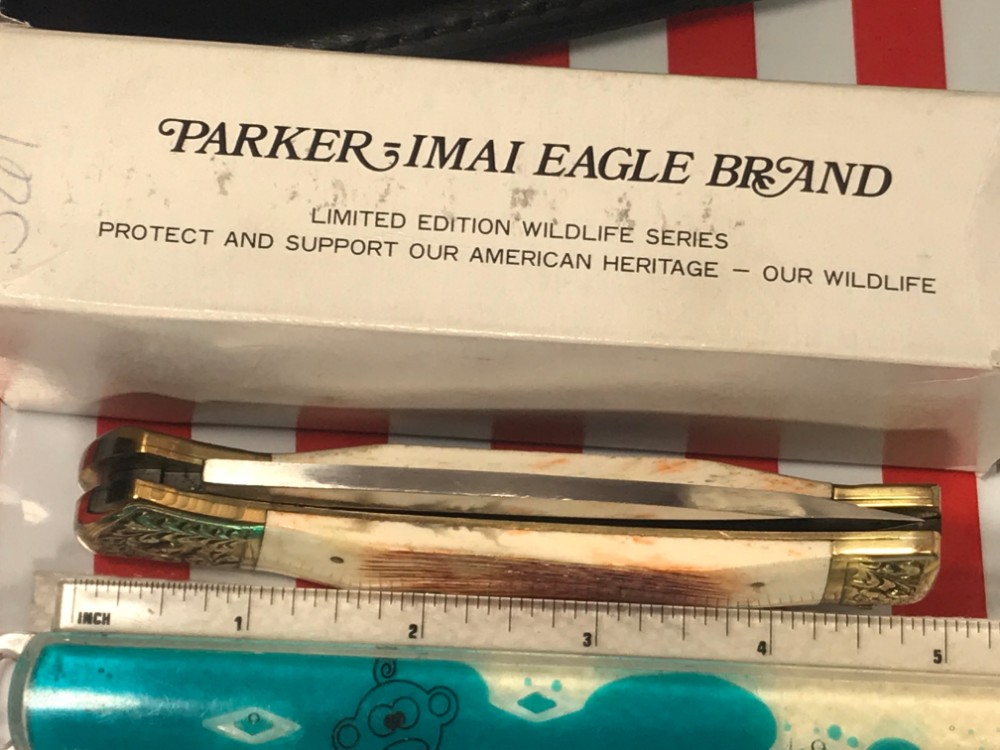 PARKER-IMAI EAGLE BRAND
LIMITED EDITION WILDLIFE SERIES
PROTECT AND SUPPORT OUR AMERICAN HERITAGE — OUR WILDLIFE
INCH 1 2 3 4 5